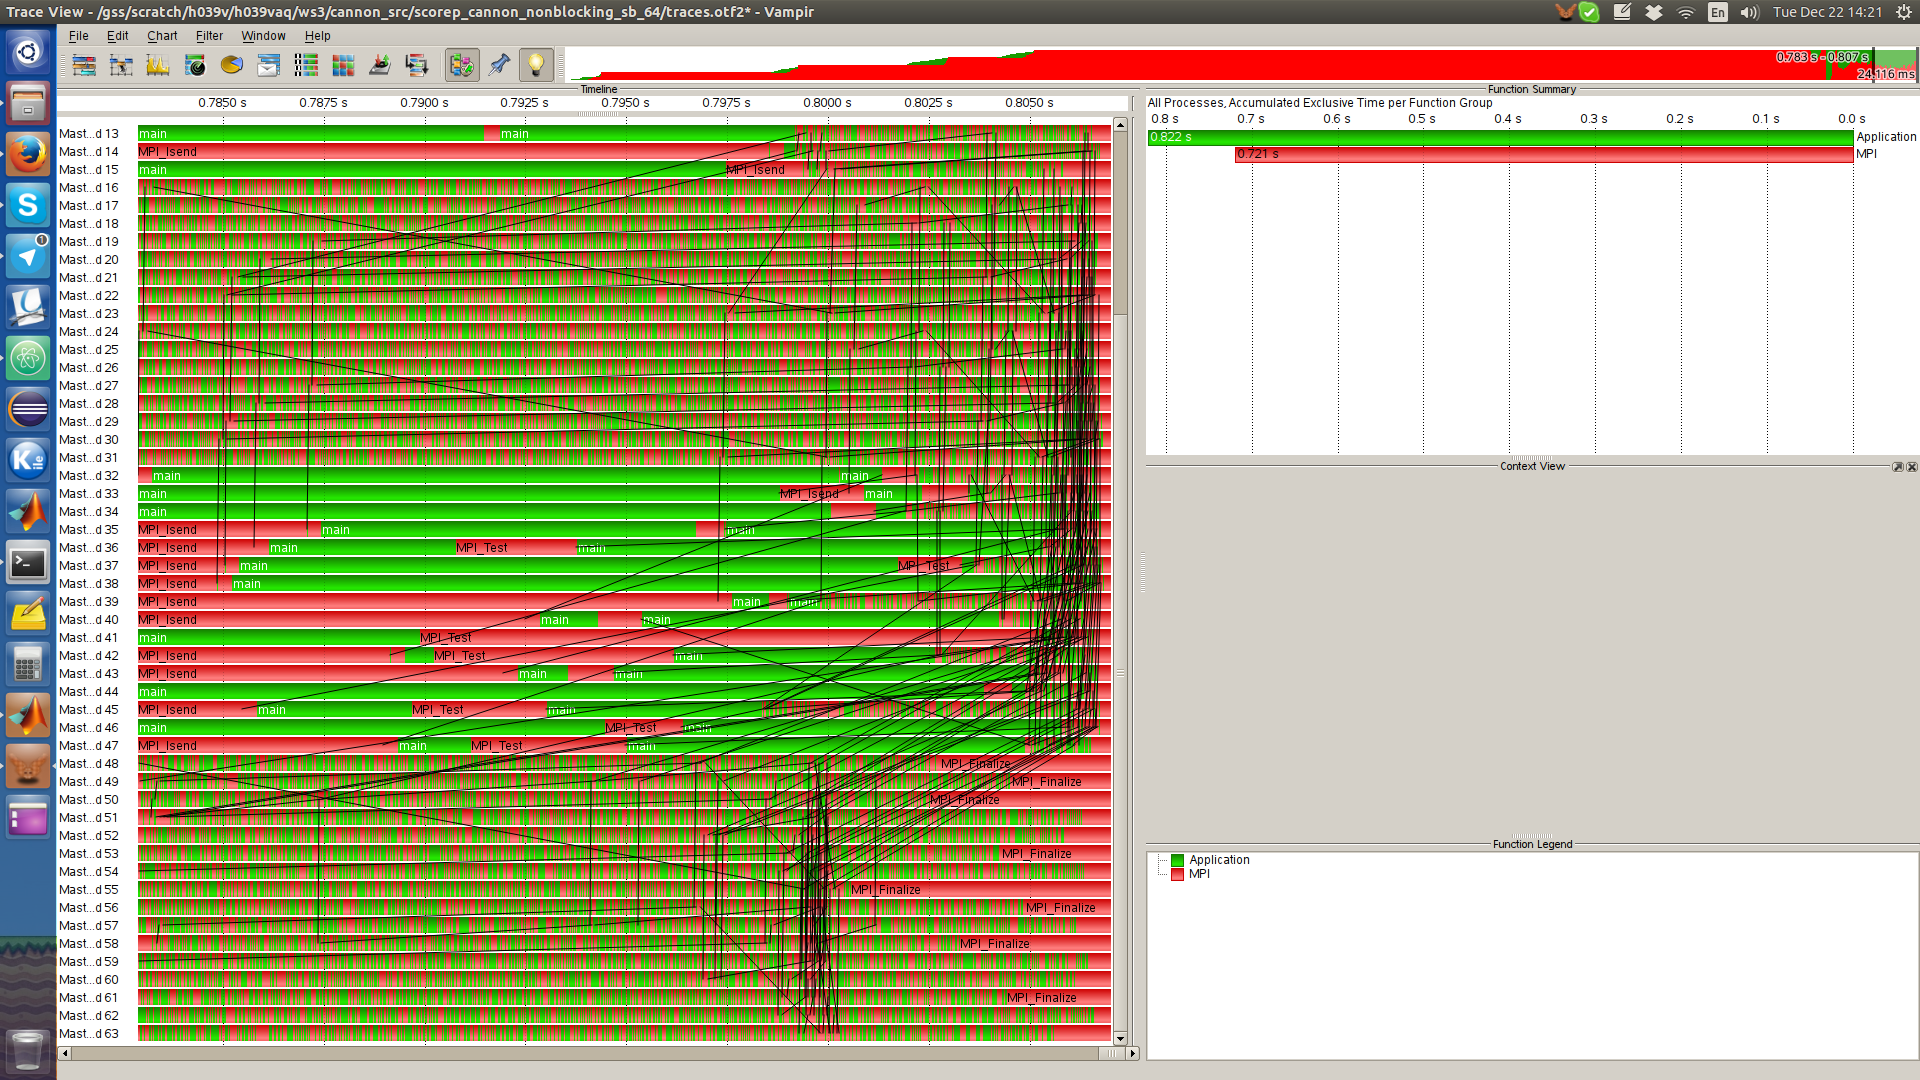 Trace View - /gss/scratch/h039v/h039vaq/ws3/cannon_src/scorep_cannon_nonblocking_sb_64/traces.otf2* - Vampir
En
Tue Dec 22 14:21
File Edit Chart Filter Window Help
0.783 s - 0.807 s
24.116 ms
Timeline
0.7850 s 0.7875 s 0.7900 s 0.7925 s 0.7950 s 0.7975 s 0.8000 s 0.8025 s 0.8050 s
Mast...d 13 main main
Mast...d 14 MPI_Isend
Mast...d 15 main MPI_Isend
Mast...d 16
Mast...d 17
Mast...d 18
Mast...d 19
Mast...d 20
Mast...d 21
Mast...d 22
Mast...d 23
Mast...d 24
Mast...d 25
Mast...d 26
Mast...d 27
Mast...d 28
Mast...d 29
Mast...d 30
Mast...d 31
Mast...d 32 main main
Mast...d 33 main MPI_Isend main
Mast...d 34 main
Mast...d 35 MPI_Isend main main
Mast...d 36 MPI_Isend main MPI_Test main
Mast...d 37 MPI_Isend main MPI_Test
Mast...d 38 MPI_Isend main
Mast...d 39 MPI_Isend main main
Mast...d 40 MPI_Isend main main
Mast...d 41 main MPI_Test
Mast...d 42 MPI_Isend MPI_Test main
Mast...d 43 MPI_Isend main main
Mast...d 44 main
Mast...d 45 MPI_Isend main MPI_Test main
Mast...d 46 main MPI_Test main
Mast...d 47 MPI_Isend main MPI_Test main
Mast...d 48 MPI_Finalize
Mast...d 49 MPI_Finalize
Mast...d 50 MPI_Finalize
Mast...d 51
Mast...d 52
Mast...d 53 MPI_Finalize
Mast...d 54
Mast...d 55 MPI_Finalize
Mast...d 56 MPI_Finalize
Mast...d 57
Mast...d 58 MPI_Finalize
Mast...d 59
Mast...d 60
Mast...d 61 MPI_Finalize
Mast...d 62
Mast...d 63
Function Summary
All Processes, Accumulated Exclusive Time per Function Group
0.8 s 0.7 s 0.6 s 0.5 s 0.4 s 0.3 s 0.2 s 0.1 s 0.0 s
0.822 s Application
0.721 s MPI
Context View
Function Legend
Application
MPI